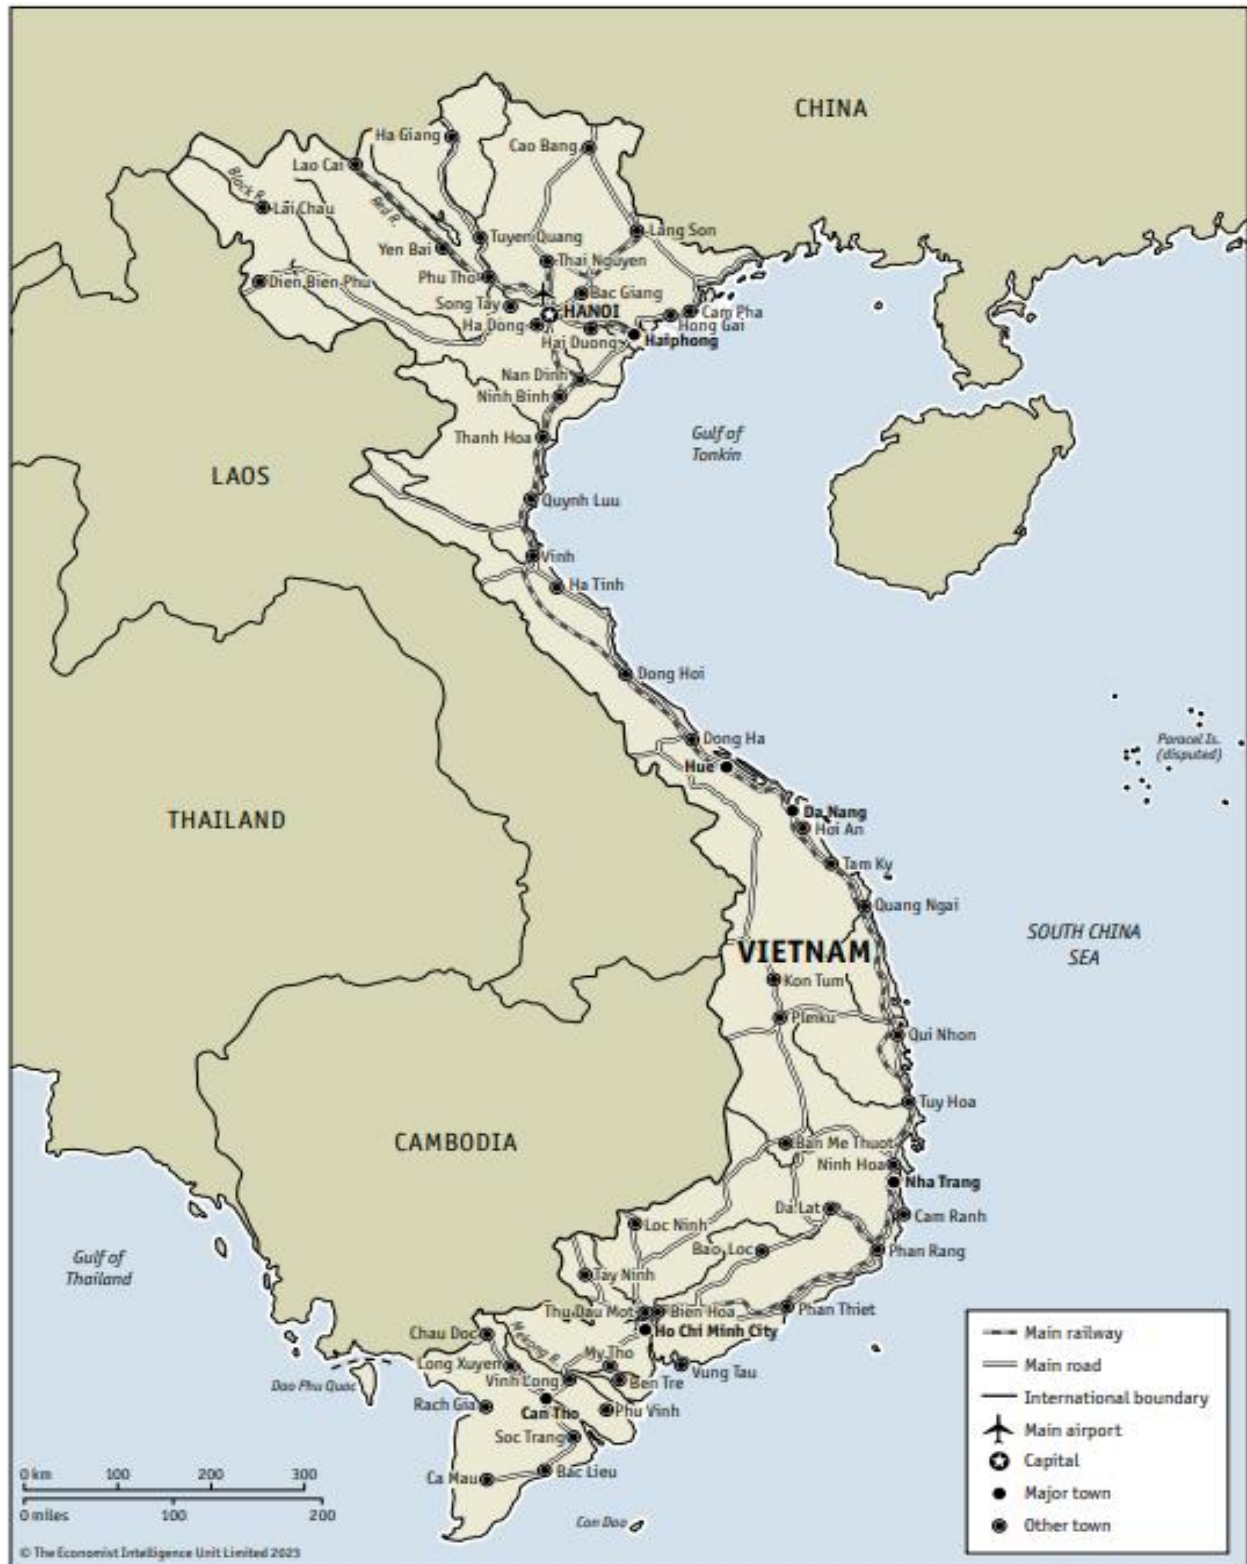 CHINA
Ha Giang
Cao Bang
Lao Cai
Black R.
Lai Chau
Red R.
Lang Son
Tuyen Quang
Yen Bai
Thai Nguyen
Phu Tho
Dien Bien Phu
Bac Giang
Song Tay
HANOI
Cam Pha
Ha Dong
Hong Gai
Hai Duong
Haiphong
Nan Dinh
Ninh Binh
Thanh Hoa
Gulf of
Tonkin
LAOS
Quynh Luu
Vinh
Ha Tinh
Dong Hoi
Dong Ha
Paracel Is.
(disputed)
Hue
THAILAND
Da Nang
Hoi An
Tam Ky
Quang Ngai
SOUTH CHINA
SEA
VIETNAM
Kon Tum
Pleiku
Qui Nhon
Tuy Hoa
CAMBODIA
Ban Me Thuot
Ninh Hoa
Nha Trang
Da Lat
Cam Ranh
Loc Ninh
Bao Loc
Phan Rang
Gulf of
Thailand
Tay Ninh
Thu Dau Mot
Bien Hoa
Phan Thiet
Chau Doc
Mekong R.
Ho Chi Minh City
Long Xuyen
My Tho
Vung Tau
Dao Phu Quoc
Vinh Long
Ben Tre
Rach Gia
Can Tho
Phu Vinh
Soc Trang
Ca Mau
Bac Lieu
Con Dao
Main railway
Main road
International boundary
Main airport
Capital
Major town
Other town
0 km 100 200 300
0 miles 100 200
© The Economist Intelligence Unit Limited 2023